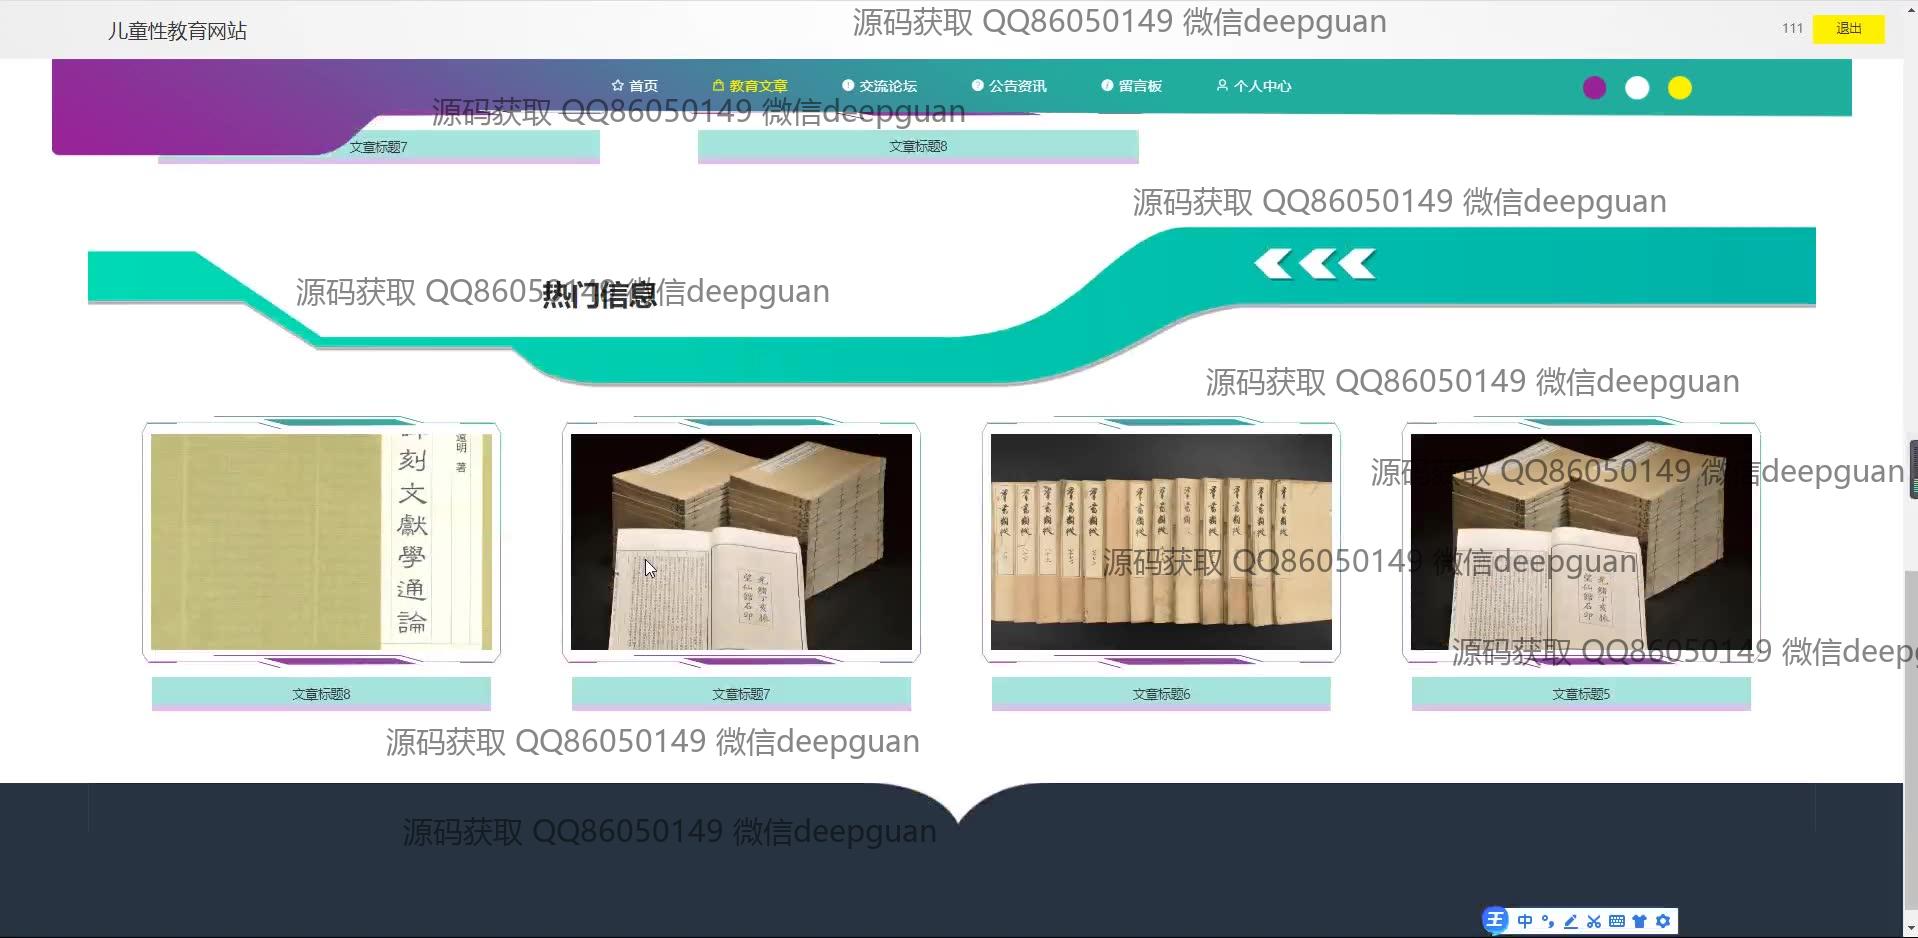 儿童性教育网站
源码获取 QQ86050149 微信deepguan
111
退出
首页
教育文章
交流论坛
公告资讯
留言板
个人中心
源码获取 QQ86050149 微信deepguan
文章标题7
文章标题8
源码获取 QQ86050149 微信deepguan
源码获取 QQ86050149 微信deepguan
热门信息
源码获取 QQ86050149 微信deepguan
刻文獻學通論
遠明 著
源码获取 QQ86050149 微信deepguan
源码获取 QQ86050149 微信deepguan
源码获取 QQ86050149 微信deep
文章标题8
文章标题7
文章标题6
文章标题5
源码获取 QQ86050149 微信deepguan
源码获取 QQ86050149 微信deepguan
王 中